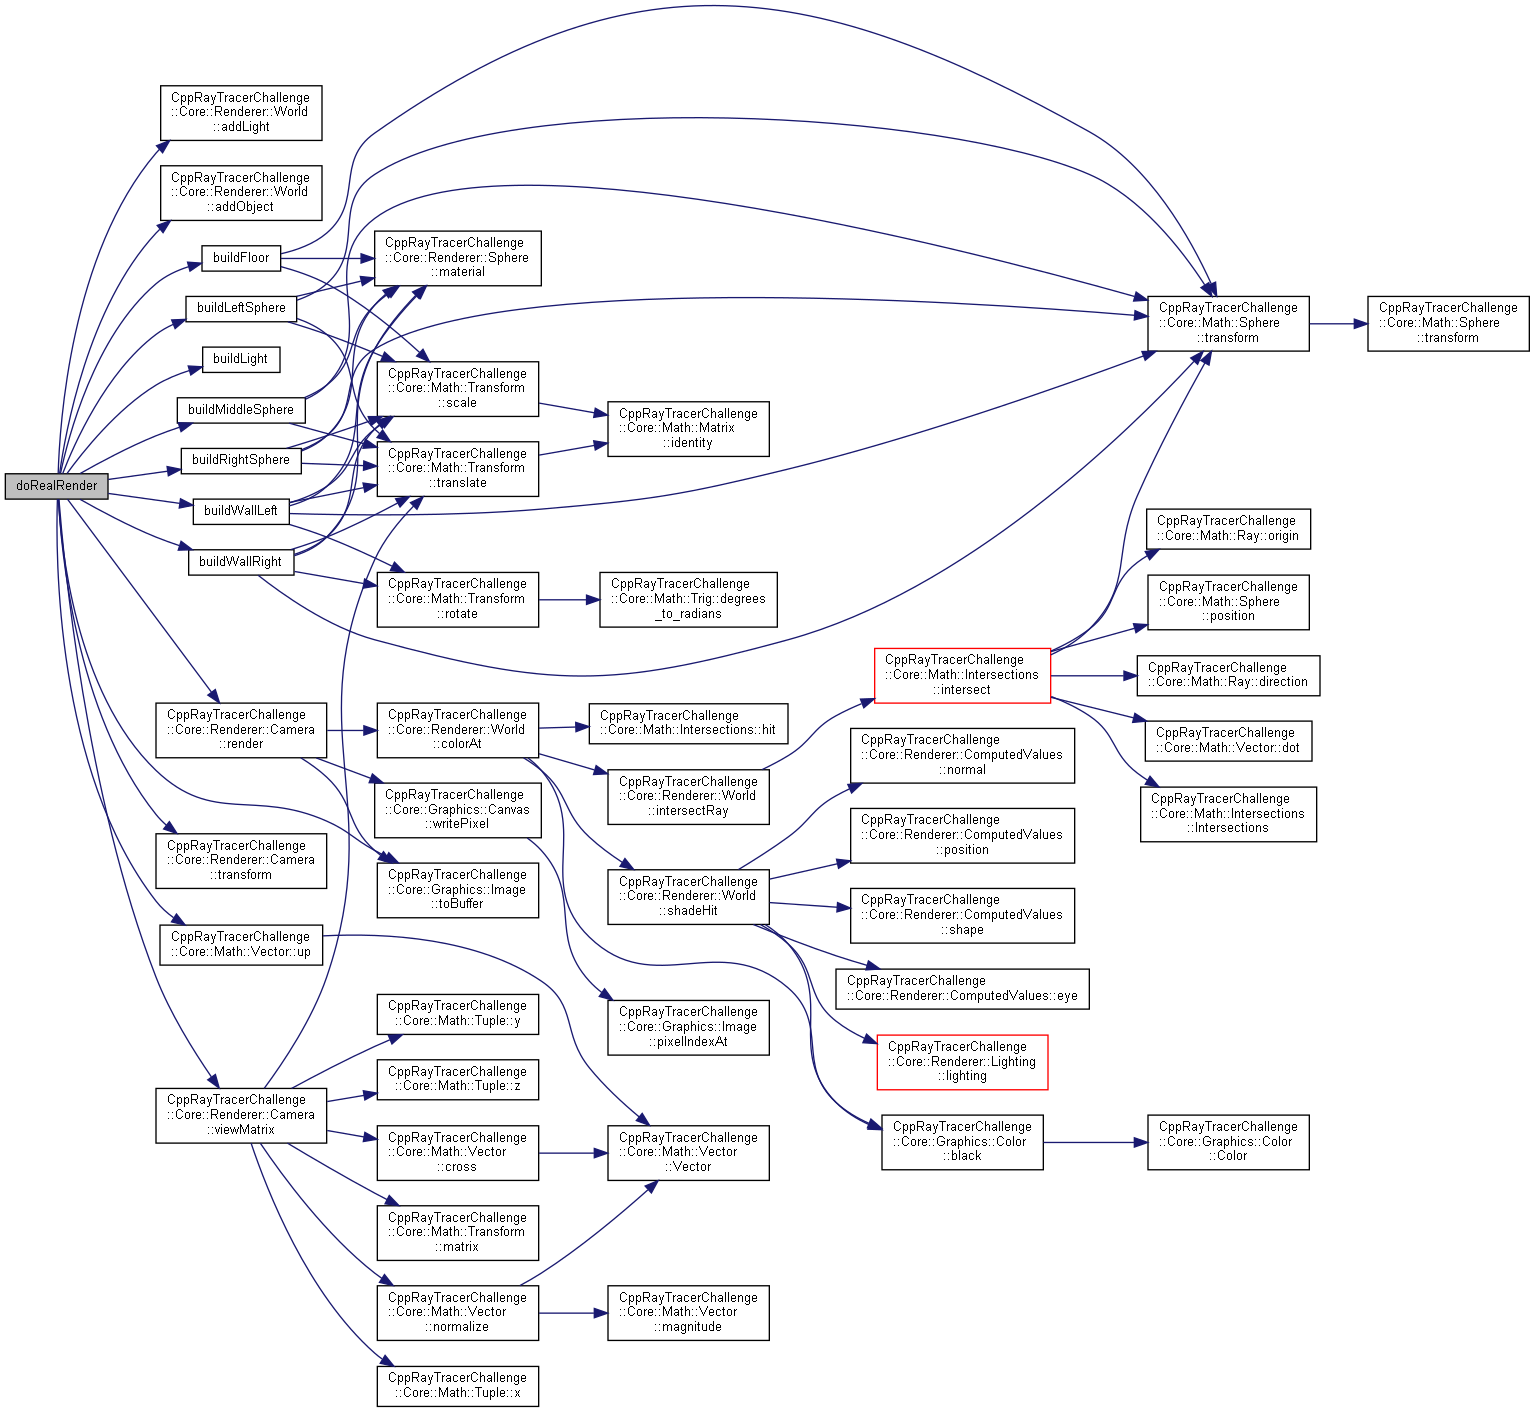 doRealRender
CppRayTracerChallenge
::Core::Renderer::World
::addLight
CppRayTracerChallenge
::Core::Renderer::World
::addObject
buildFloor
buildLeftSphere
buildLight
buildMiddleSphere
buildRightSphere
buildWallLeft
buildWallRight
CppRayTracerChallenge
::Core::Renderer::Camera
::render
CppRayTracerChallenge
::Core::Renderer::Camera
::transform
CppRayTracerChallenge
::Core::Math::Vector::up
CppRayTracerChallenge
::Core::Renderer::Camera
::viewMatrix
CppRayTracerChallenge
::Core::Renderer::Sphere
::material
CppRayTracerChallenge
::Core::Math::Transform
::scale
CppRayTracerChallenge
::Core::Math::Transform
::translate
CppRayTracerChallenge
::Core::Math::Transform
::rotate
CppRayTracerChallenge
::Core::Renderer::World
::colorAt
CppRayTracerChallenge
::Core::Graphics::Canvas
::writePixel
CppRayTracerChallenge
::Core::Graphics::Image
::toBuffer
CppRayTracerChallenge
::Core::Math::Tuple::y
CppRayTracerChallenge
::Core::Math::Tuple::z
CppRayTracerChallenge
::Core::Math::Vector
::cross
CppRayTracerChallenge
::Core::Math::Transform
::matrix
CppRayTracerChallenge
::Core::Math::Vector
::normalize
CppRayTracerChallenge
::Core::Math::Tuple::x
CppRayTracerChallenge
::Core::Math::Matrix
::identity
CppRayTracerChallenge
::Core::Math::Trig::degrees
_to_radians
CppRayTracerChallenge
::Core::Math::Intersections::hit
CppRayTracerChallenge
::Core::Renderer::World
::intersectRay
CppRayTracerChallenge
::Core::Renderer::World
::shadeHit
CppRayTracerChallenge
::Core::Graphics::Image
::pixelIndexAt
CppRayTracerChallenge
::Core::Math::Vector
::Vector
CppRayTracerChallenge
::Core::Math::Vector
::magnitude
CppRayTracerChallenge
::Core::Math::Intersections
::intersect
CppRayTracerChallenge
::Core::Renderer::ComputedValues
::normal
CppRayTracerChallenge
::Core::Renderer::ComputedValues
::position
CppRayTracerChallenge
::Core::Renderer::ComputedValues
::shape
CppRayTracerChallenge
::Core::Renderer::ComputedValues::eye
CppRayTracerChallenge
::Core::Renderer::Lighting
::lighting
CppRayTracerChallenge
::Core::Graphics::Color
::black
CppRayTracerChallenge
::Core::Math::Sphere
::transform
CppRayTracerChallenge
::Core::Math::Ray::origin
CppRayTracerChallenge
::Core::Math::Sphere
::position
CppRayTracerChallenge
::Core::Math::Ray::direction
CppRayTracerChallenge
::Core::Math::Vector::dot
CppRayTracerChallenge
::Core::Math::Intersections
::Intersections
CppRayTracerChallenge
::Core::Graphics::Color
::Color
CppRayTracerChallenge
::Core::Math::Sphere
::transform